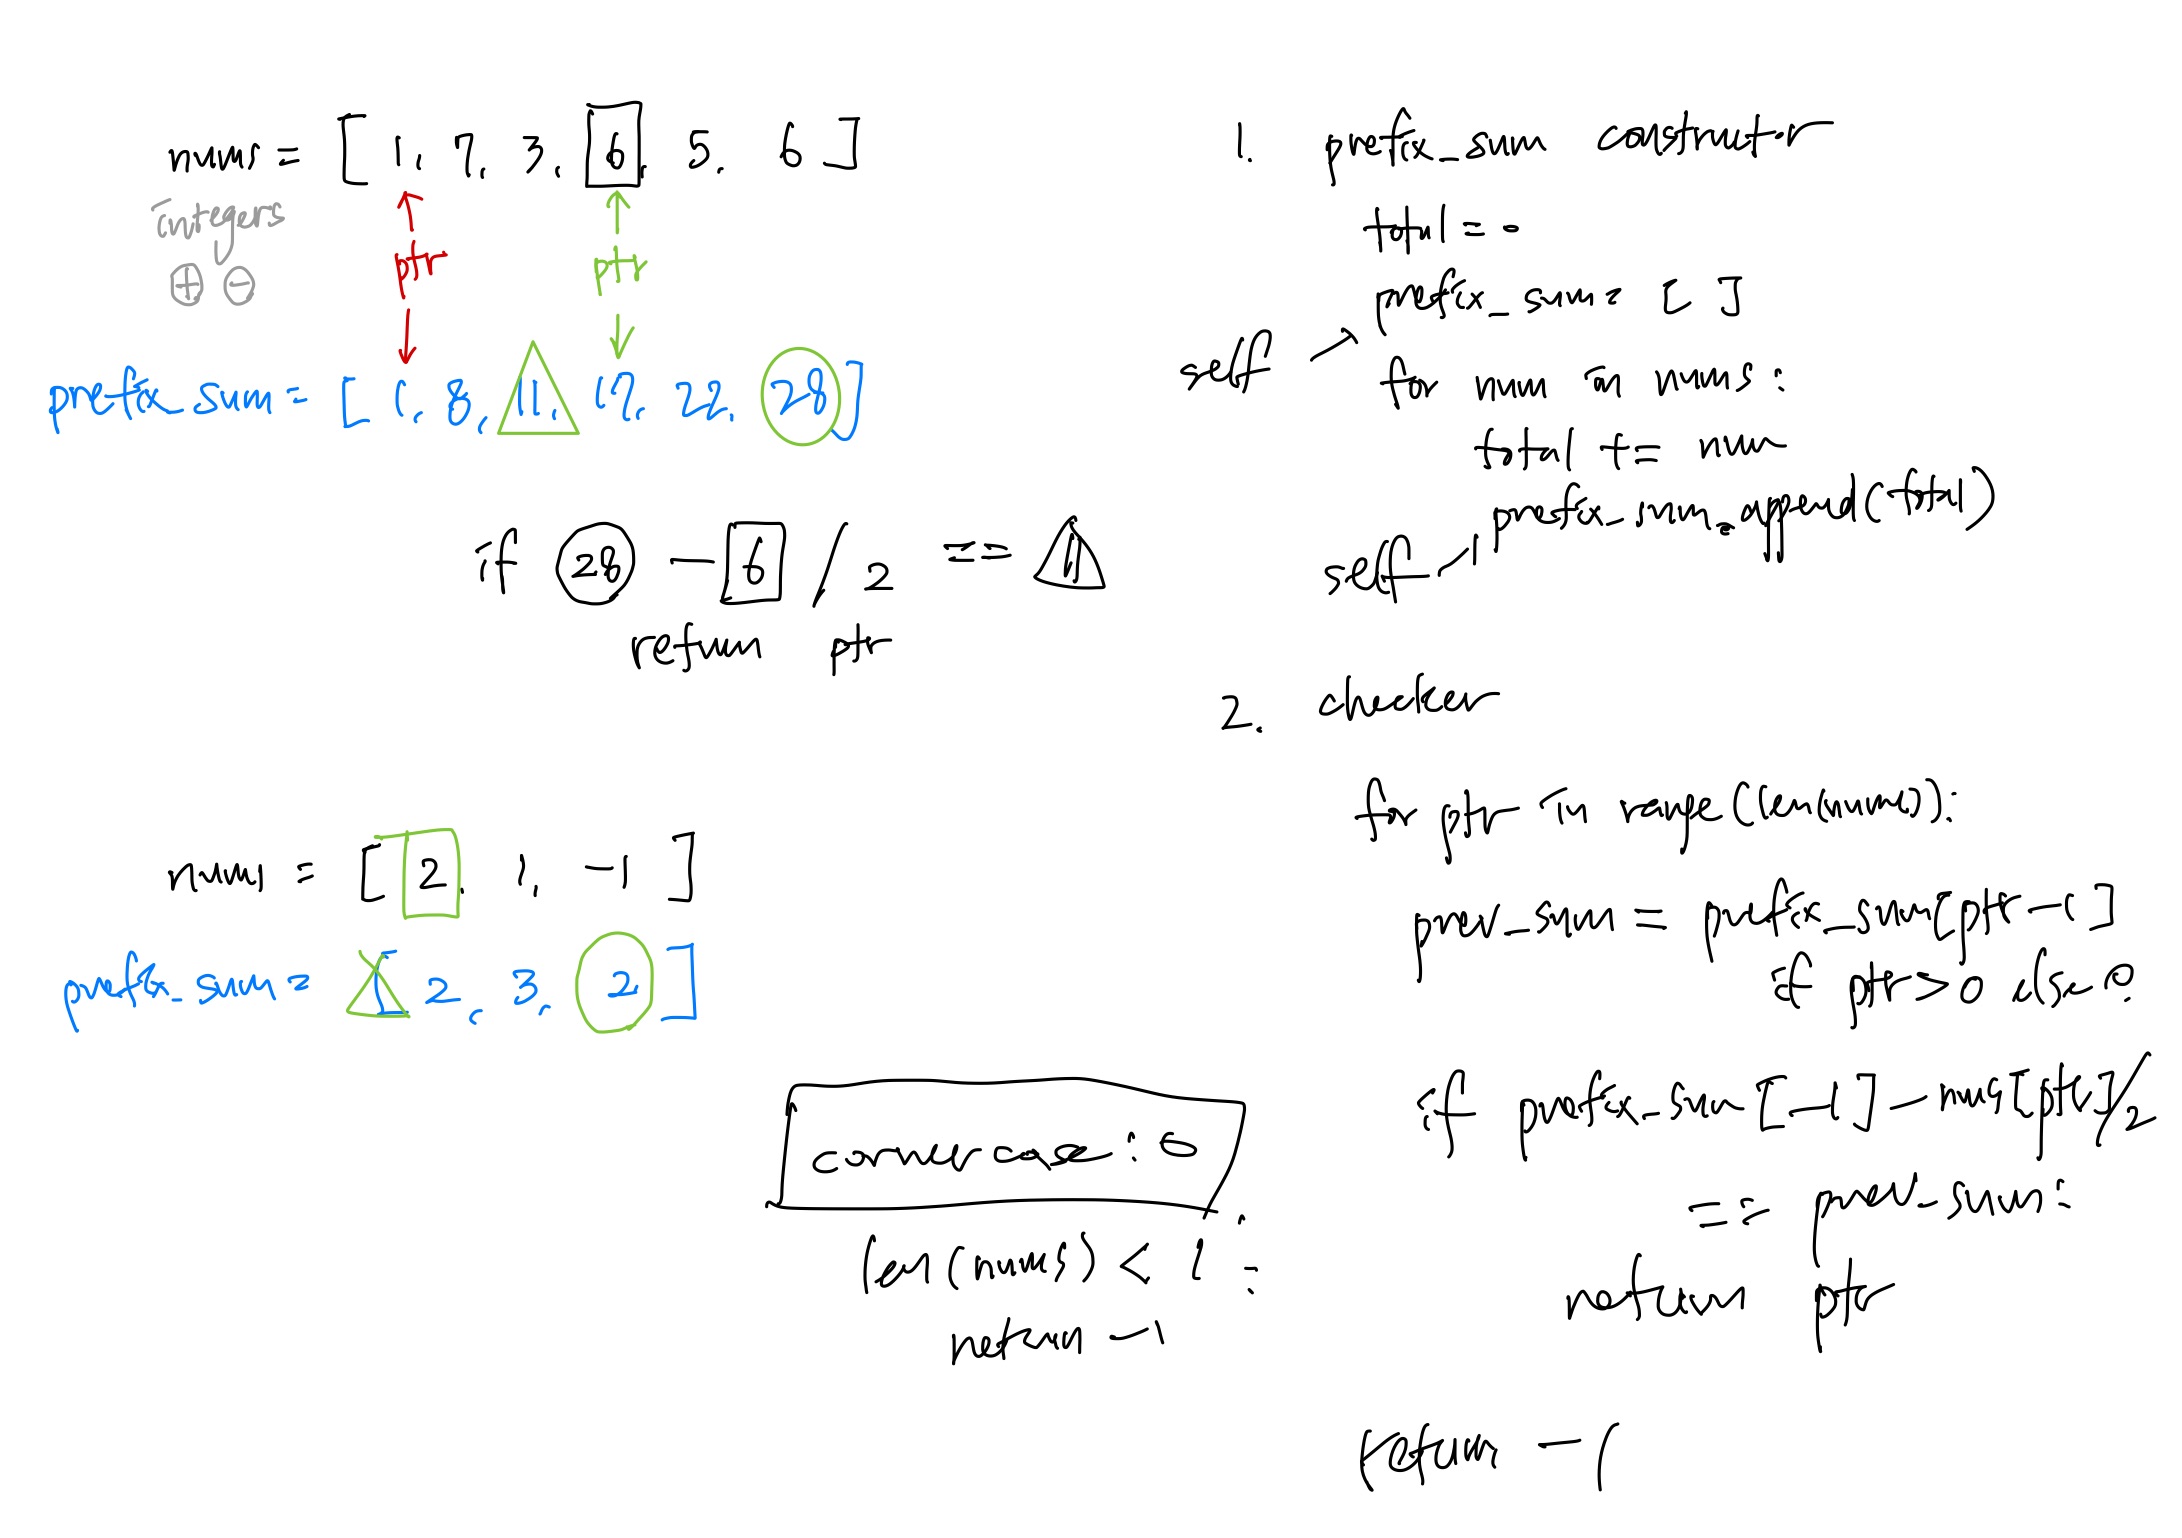 nums = [ 1, 7, 3, 6, 5, 6 ]
integers
+ -
ptr ptr
prefix_sum = [ 1, 8, 11, 17, 22, 28 ]
if 28 - 6 / 2 == 11
return ptr
nums = [ 2, 1, -1 ]
prefix_sum = [ 2, 3, 2 ]
corner case : 0
len(nums) < 1 :
return -1
1. prefix_sum constructor
total = 0
prefix_sum = [ ]
self
for num in nums :
total += num
prefix_sum.append(total)
self
2. checker
for ptr in range(len(nums)):
prev_sum = prefix_sum[ptr-1]
if ptr > 0 else 0
if prefix_sum[-1] - nums[ptr]/2
== prev_sum:
return ptr
return -1